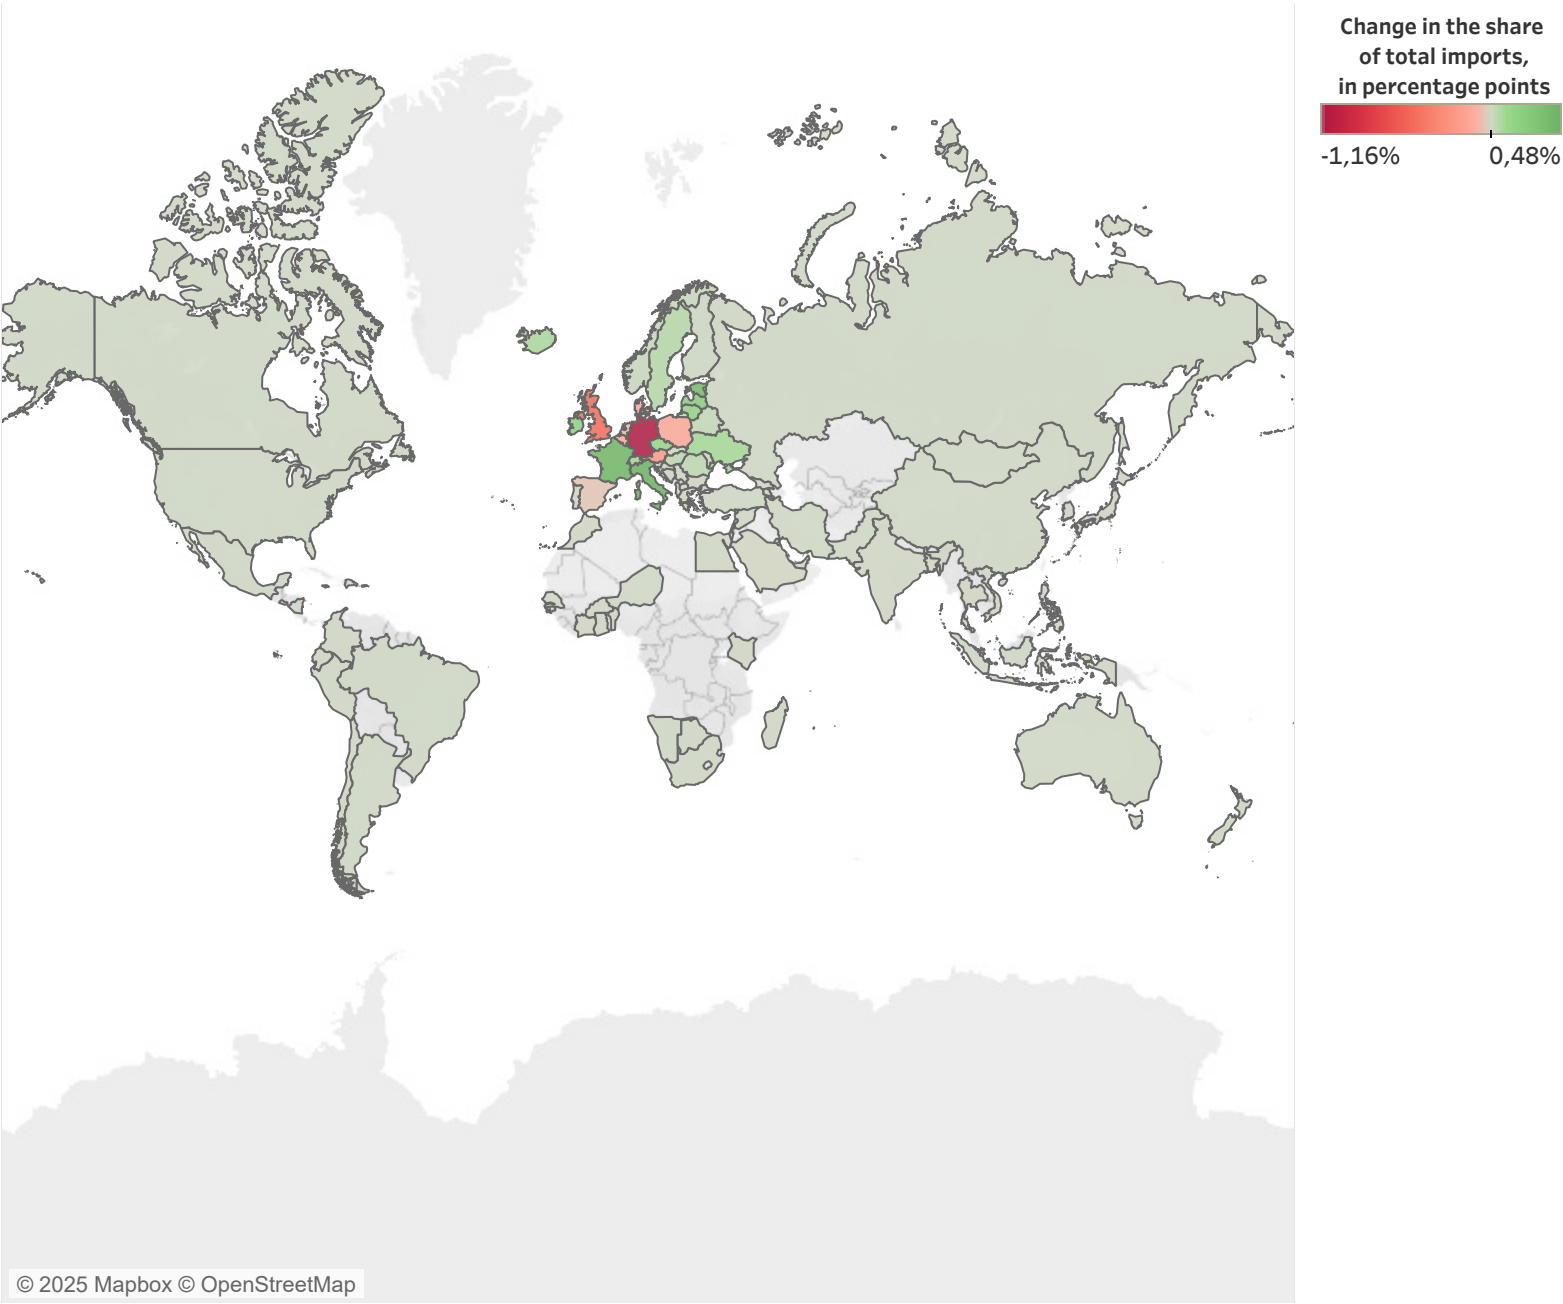 Change in the share
of total imports,
in percentage points
-1,16%
0,48%
© 2025 Mapbox © OpenStreetMap